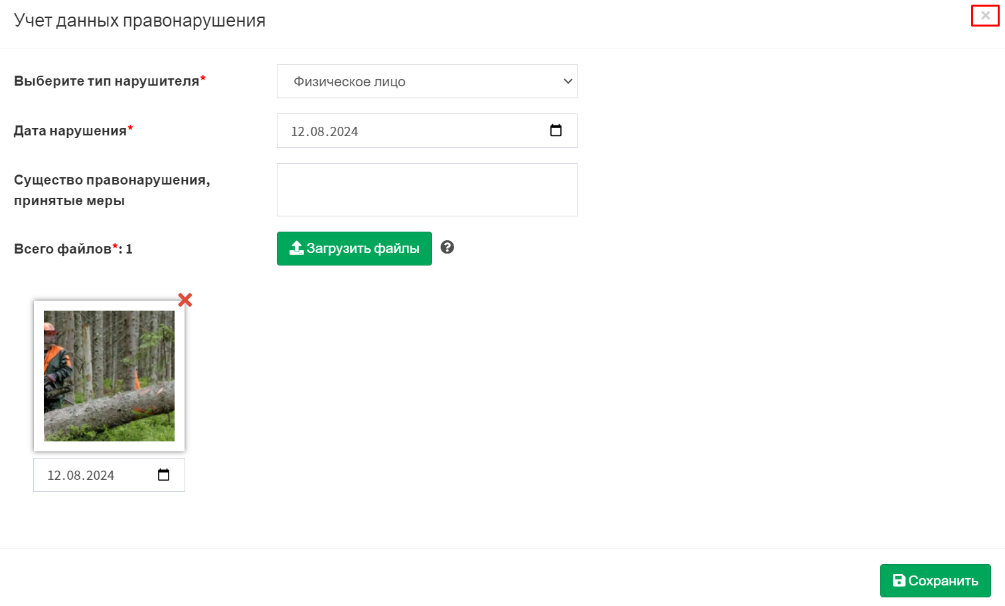 Учет данных правонарушения
×
Выберите тип нарушителя*
Физическое лицо
Дата нарушения*
12.08.2024
Существо правонарушения,
принятые меры
Всего файлов*: 1
Загрузить файлы
?
12.08.2024
Сохранить